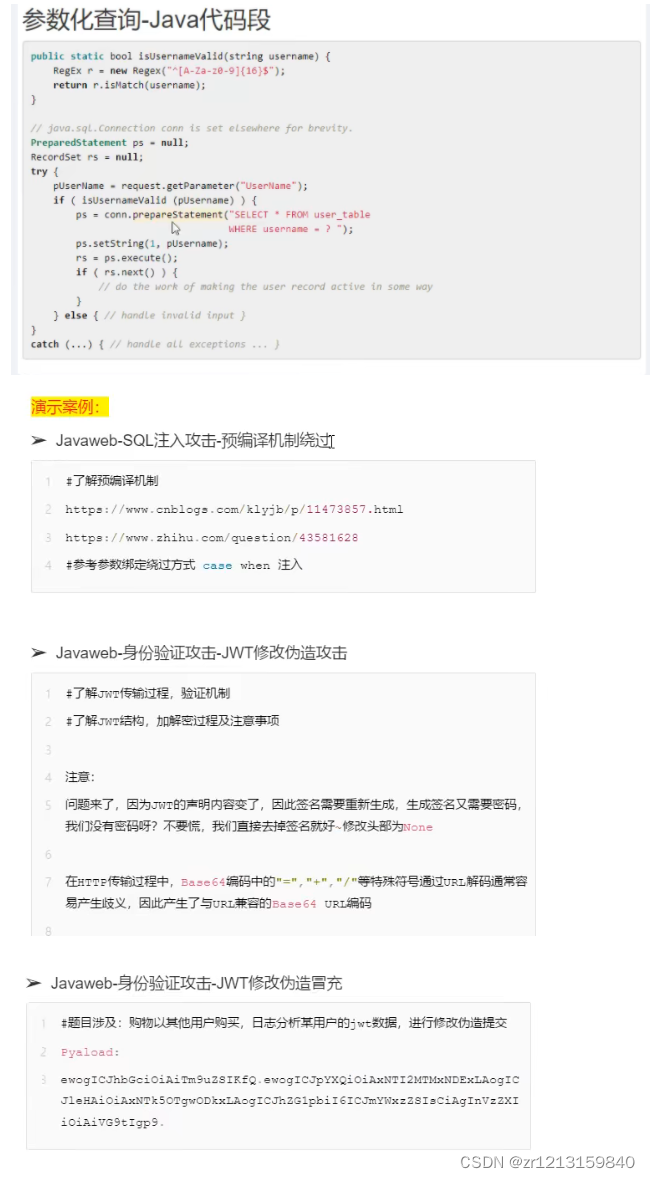 参数化查询-Java代码段
public static bool isUsernameValid(string username) {
RegEx r = new Regex("^[A-Za-z0-9]{16}$");
return r.isMatch(username);
}
// java.sql.Connection conn is set elsewhere for brevity.
PreparedStatement ps = null;
RecordSet rs = null;
try {
pUserName = request.getParameter("UserName");
if ( isUsernameValid (pUsername) ) {
ps = conn.prepareStatement("SELECT * FROM user_table
WHERE username = ? ");
ps.setString(1, pUsername);
rs = ps.execute();
if ( rs.next() ) {
// do the work of making the user record active in some way
}
} else { // handle invalid input }
}
catch (...) { // handle all exceptions ... }
演示案例：
➢ Javaweb-SQL注入攻击-预编译机制绕过
1 #了解预编译机制
2 https://www.cnblogs.com/klyjb/p/11473857.html
3 https://www.zhihu.com/question/43581628
4 #参考参数绑定绕过方式 case when 注入
➢ Javaweb-身份验证攻击-JWT修改伪造攻击
1 #了解JWT传输过程，验证机制
2 #了解JWT结构，加解密过程及注意事项
3
4 注意：
5 问题来了，因为JWT的声明内容变了，因此签名需要重新生成，生成签名又需要密码，
我们没有密码呀？不要慌，我们直接去掉签名就好~修改头部为None
6
7 在HTTP传输过程中，Base64编码中的"=","+","/"等特殊符号通过URL解码通常容
易产生歧义，因此产生了与URL兼容的Base64 URL编码
8
➢ Javaweb-身份验证攻击-JWT修改伪造冒充
1 #题目涉及：购物以其他用户购买，日志分析某用户的jwt数据，进行修改伪造提交
2 Pyaload:
3 ewogICJhbGciOiAiTm9uZSIKfQ.ewogICJpYXQiOiAxNTI2MTMxNDExLAogIC
JleHAiOiAxNTk5OTgwODkxLAogICJhZG1pbiI6ICJmYWxzZSIsCiAgInVzZXI
iOiAiVG9tIgp9.
CSDN @zr1213159840